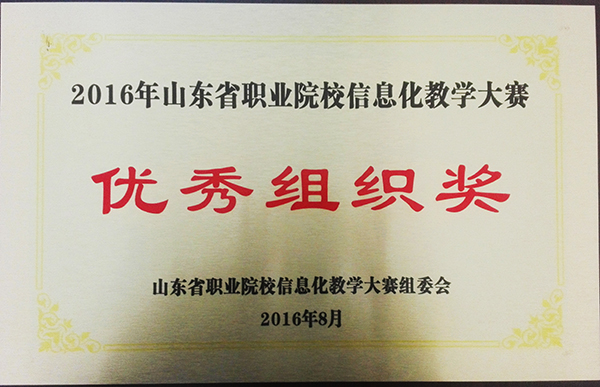 2016年山东省职业院校信息化教学大赛
优秀组织奖
山东省职业院校信息化教学大赛组委会
2016年8月